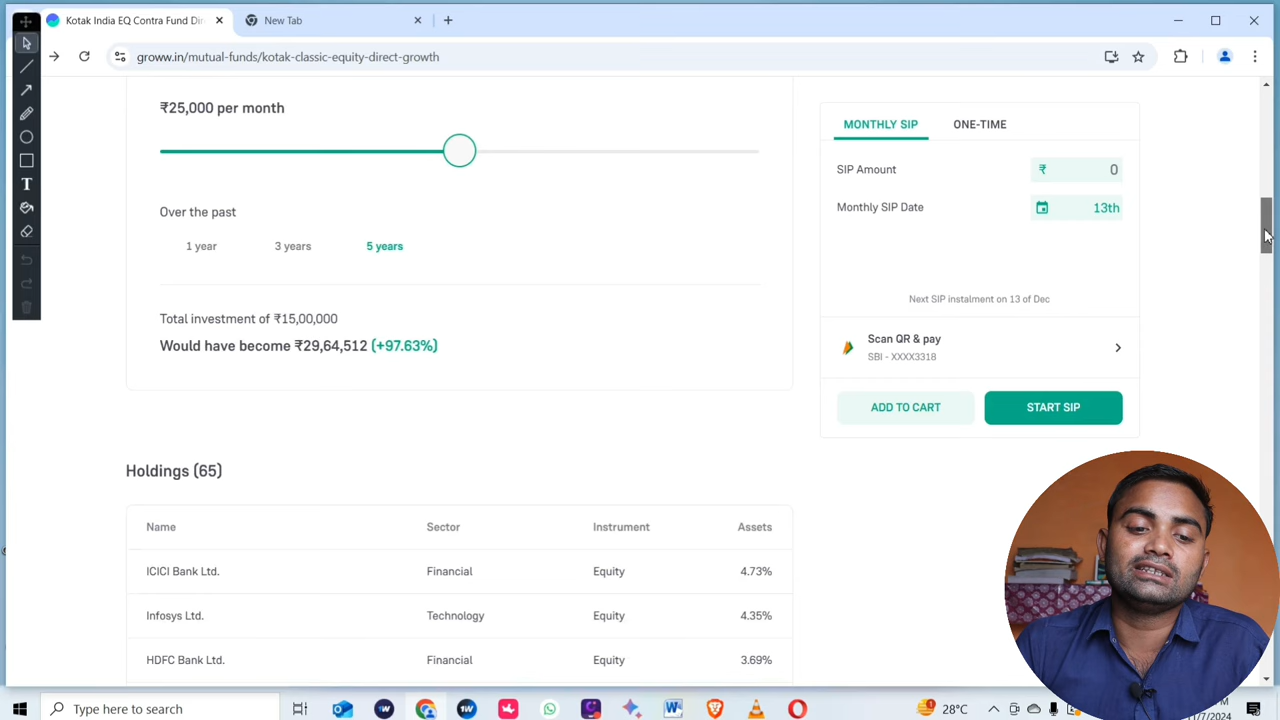 Kotak India EQ Contra Fund Dir
New Tab
groww.in/mutual-funds/kotak-classic-equity-direct-growth
₹25,000 per month
Over the past
1 year 3 years 5 years
Total investment of ₹15,00,000
Would have become ₹29,64,512 (+97.63%)
MONTHLY SIP ONE-TIME
SIP Amount ₹ 0
Monthly SIP Date 13th
Next SIP instalment on 13 of Dec
Scan QR & pay
SBI - XXXX3318
ADD TO CART START SIP
Holdings (65)
Name Sector Instrument Assets
ICICI Bank Ltd. Financial Equity 4.73%
Infosys Ltd. Technology Equity 4.35%
HDFC Bank Ltd. Financial Equity 3.69%
T
Type here to search
28°C